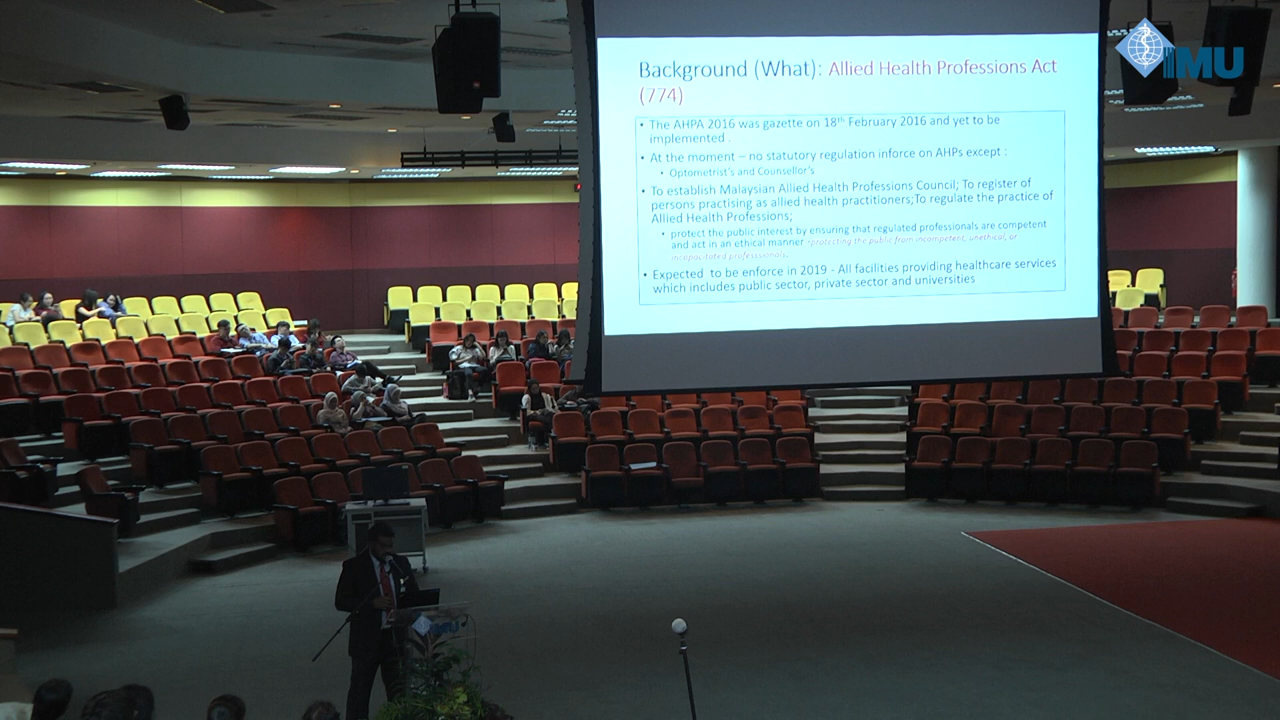 IMU
Background (What): Allied Health Professions Act
(774)
• The AHPA 2016 was gazette on 18th February 2016 and yet to be
implemented .
• At the moment – no statutory regulation inforce on AHPs except :
• Optometrist's and Counsellor's
• To establish Malaysian Allied Health Professions Council; To register of
persons practising as allied health practitioners;To regulate the practice of
Allied Health Professions;
• protect the public interest by ensuring that regulated professionals are competent
and act in an ethical manner -protecting the public from incompetent, unethical, or
incapacitated professionals.
• Expected to be enforce in 2019 - All facilities providing healthcare services
which includes public sector, private sector and universities
IMU